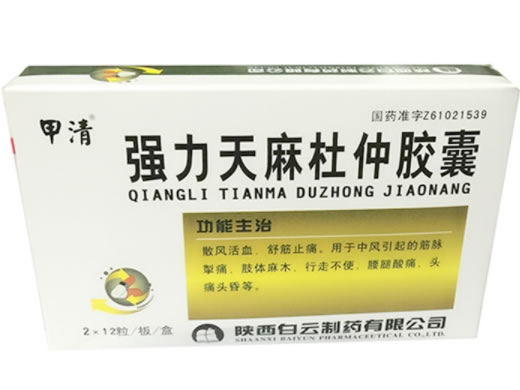 甲清®
国药准字Z61021539
强力天麻杜仲胶囊
QIANGLI TIANMA DUZHONG JIAONANG
功能主治
散风活血、舒筋止痛。用于中风引起的筋脉
掣痛、肢体麻木、行走不便、腰腿酸痛、头
痛头昏等。
2×12粒/板/盒
陕西白云制药有限公司
SHAANXI BAIYUN PHARMACEUTICAL CO.,LTD.